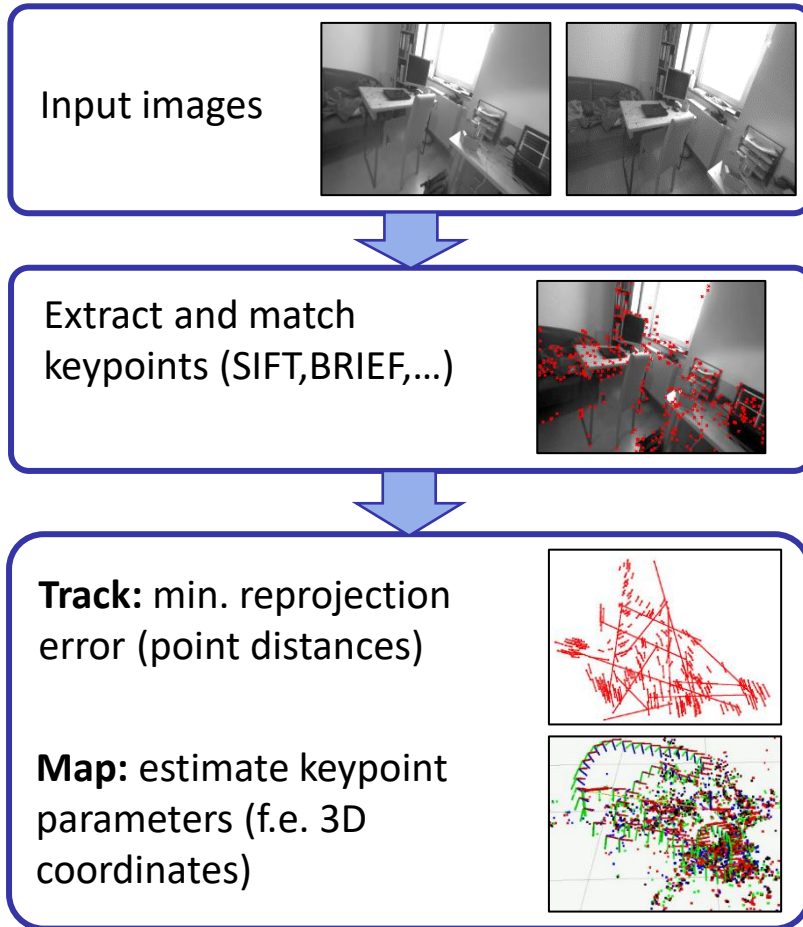 Input images
Extract and match
keypoints (SIFT,BRIEF,…)
Track: min. reprojection
error (point distances)
Map: estimate keypoint
parameters (f.e. 3D
coordinates)